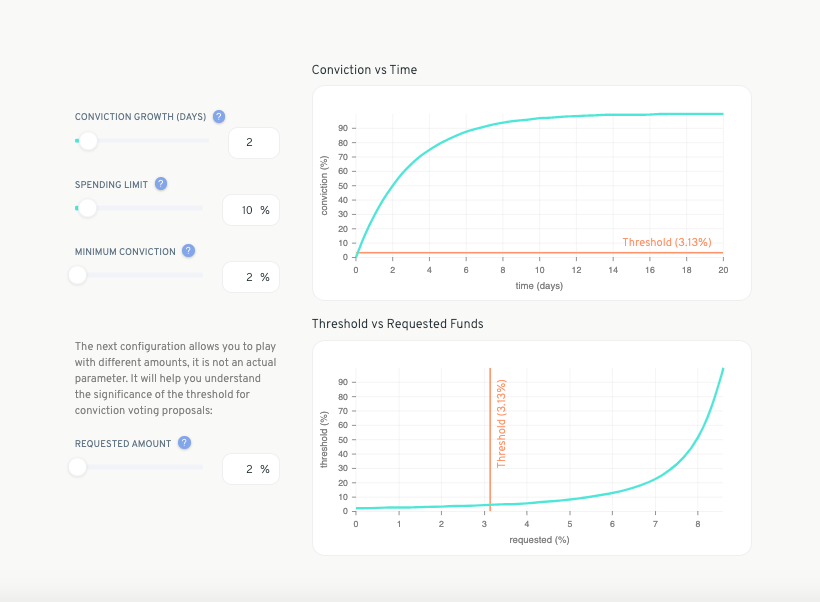 CONVICTION GROWTH (DAYS) ?
2
SPENDING LIMIT ?
10 %
MINIMUM CONVICTION ?
2 %
The next configuration allows you to play
with different amounts, it is not an actual
parameter. It will help you understand
the significance of the threshold for
conviction voting proposals:
REQUESTED AMOUNT ?
2 %
Conviction vs Time
conviction (%)
90
80
70
60
50
40
30
20
10
0
Threshold (3.13%)
0 2 4 6 8 10 12 14 16 18 20
time (days)
Threshold vs Requested Funds
threshold (%)
90
80
70
60
50
40
30
20
10
0
Threshold (3.13%)
0 1 2 3 4 5 6 7 8
requested (%)